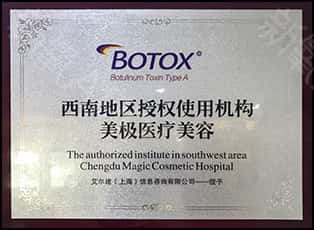 BOTOX®
Botulinum Toxin Type A
西南地区授权使用机构
美极医疗美容
The authorized institute in southwest area
Chengdu Magic Cosmetic Hospital
艾尔建（上海）信息咨询有限公司——授予